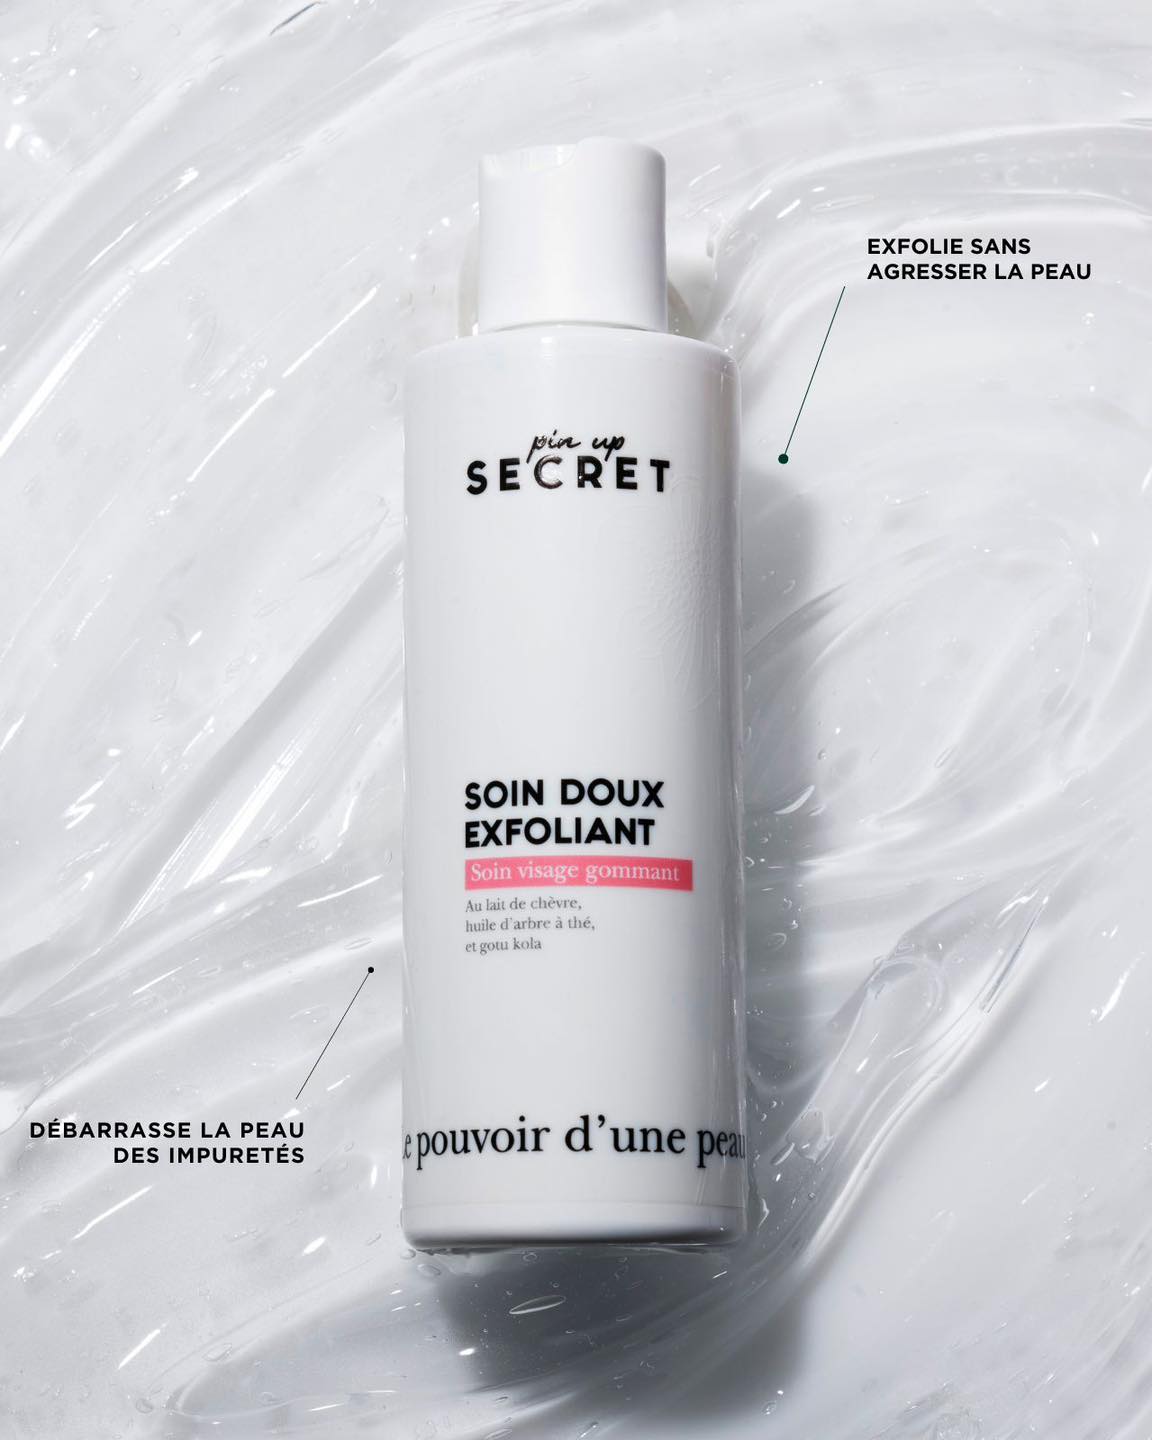 EXFOLIE SANS
AGRESSER LA PEAU
pin up
SECRET
SOIN DOUX
EXFOLIANT
Soin visage gommant
Au lait de chèvre,
huile d'arbre à thé,
et gotu kola
DÉBARRASSE LA PEAU
DES IMPURETÉS
pouvoir d'une peau